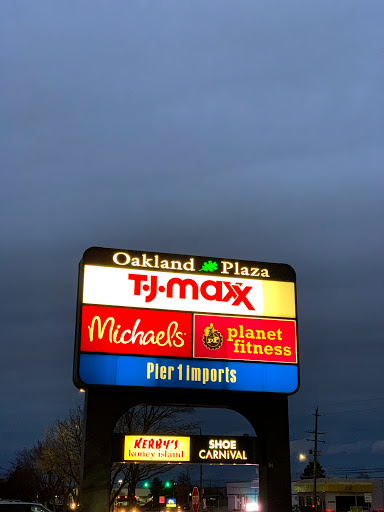 Oakland Plaza
T·J·maxx
Michaels
planet
fitness
Pier 1 imports
KERBY'S
koney island
SHOE
CARNIVAL